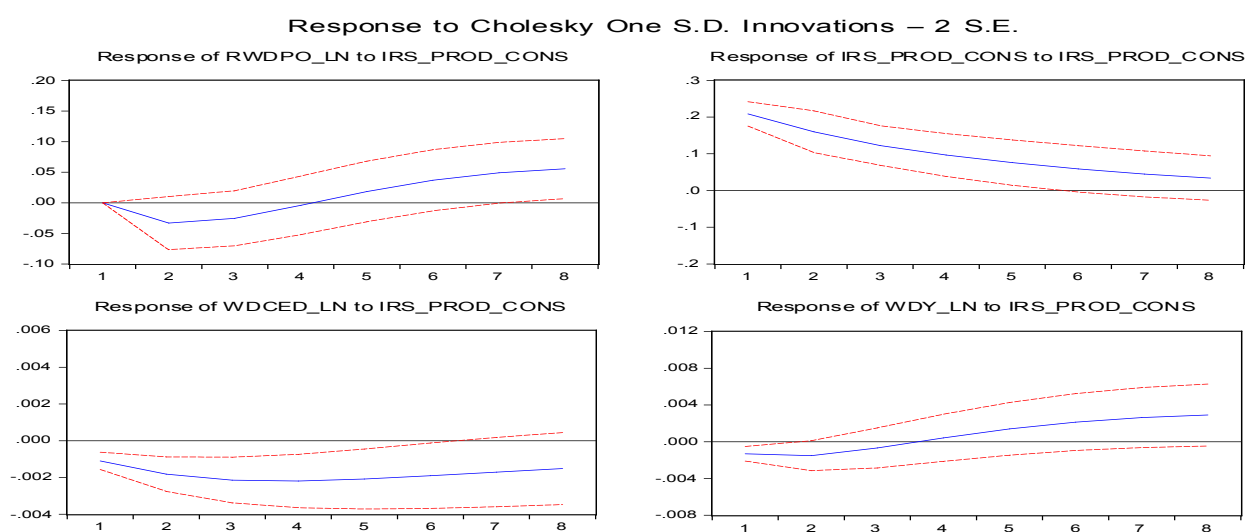 Response to Cholesky One S.D. Innovations – 2 S.E.
Response of RWDPO_LN to IRS_PROD_CONS
.20
.15
.10
.05
.00
-.05
-.10
1 2 3 4 5 6 7 8
Response of IRS_PROD_CONS to IRS_PROD_CONS
.3
.2
.1
.0
-.1
-.2
1 2 3 4 5 6 7 8
Response of WDCED_LN to IRS_PROD_CONS
.006
.004
.002
.000
-.002
-.004
1 2 3 4 5 6 7 8
Response of WDY_LN to IRS_PROD_CONS
.012
.008
.004
.000
-.004
-.008
1 2 3 4 5 6 7 8